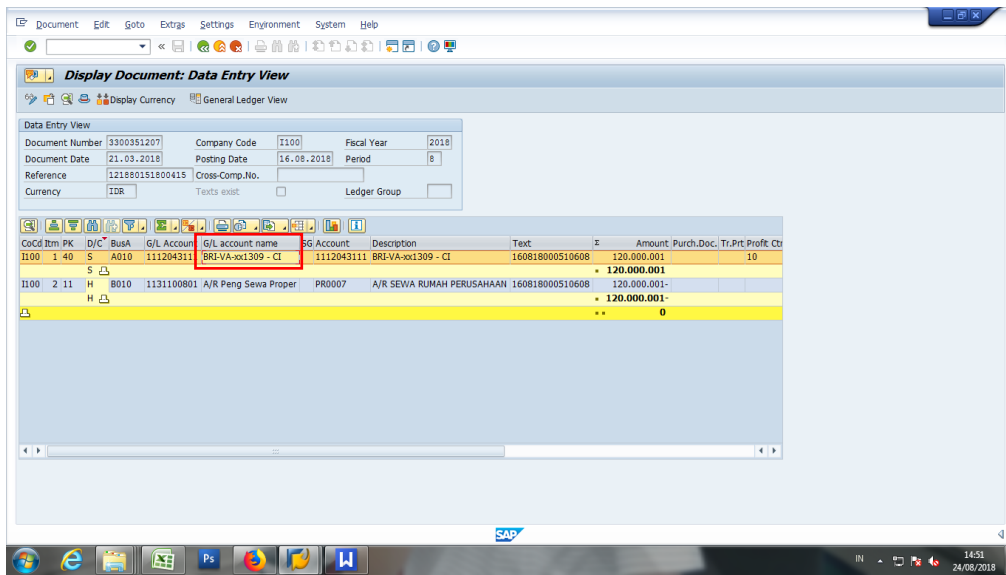 Document Edit Goto Extras Settings Environment System Help
Display Document: Data Entry View
Display Currency General Ledger View
Data Entry View
Document Number 3300351207 Company Code I100 Fiscal Year 2018
Document Date 21.03.2018 Posting Date 16.08.2018 Period 8
Reference 121880151800415 Cross-Comp.No.
Currency IDR Texts exist Ledger Group
CoCd Itm PK D/C BusA G/L Accoun G/L account name SG Account Description Text Σ Amount Purch.Doc. Tr.Prt Profit Ctr
I100 1 40 S A010 111204311 BRI-VA-xx1309 - CI 1112043111 BRI-VA-xx1309 - CI 160818000510608 120.000.001 10
S 120.000.001
I100 2 11 H B010 1131100801 A/R Peng Sewa Proper PR0007 A/R SEWA RUMAH PERUSAHAAN 160818000510608 120.000.001-
H 120.000.001-
0
SAP
Ps W IN 14:51
24/08/2018